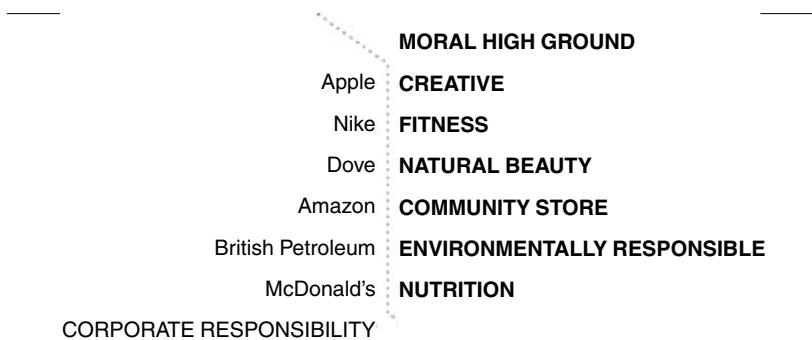 MORAL HIGH GROUND
Apple CREATIVE
Nike FITNESS
Dove NATURAL BEAUTY
Amazon COMMUNITY STORE
British Petroleum ENVIRONMENTALLY RESPONSIBLE
McDonald’s NUTRITION
CORPORATE RESPONSIBILITY